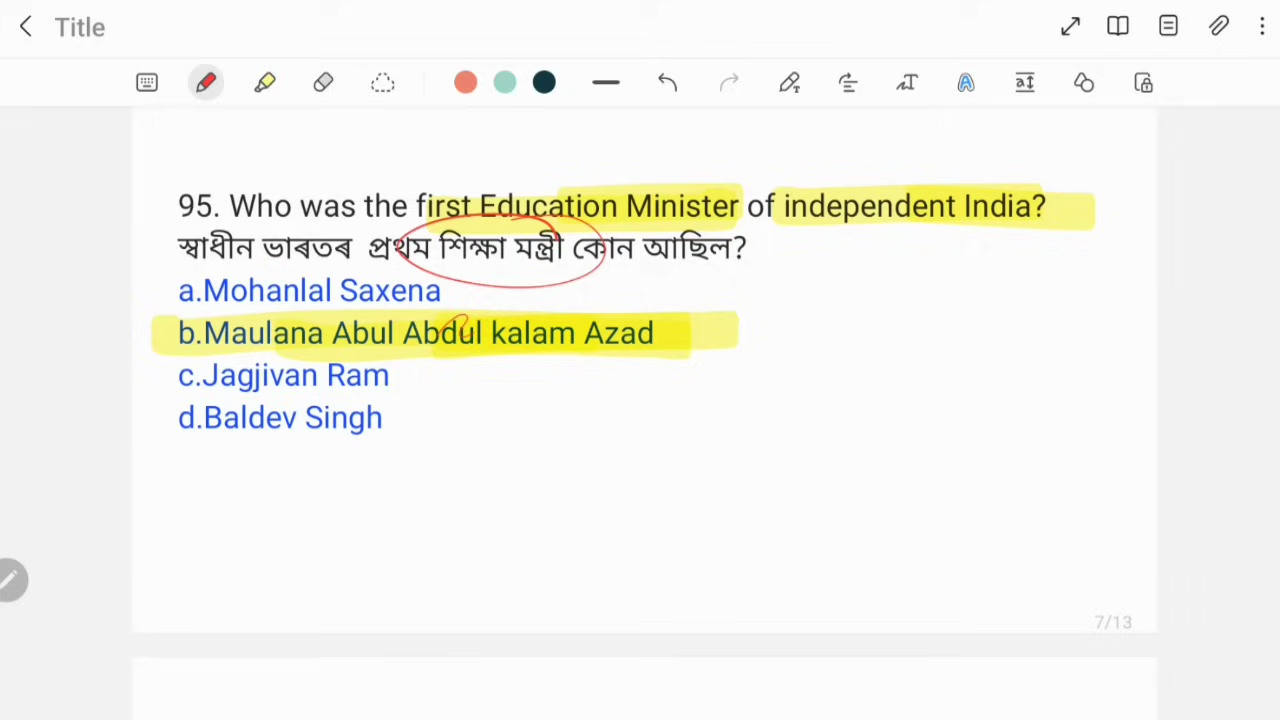 Title
95. Who was the first Education Minister of independent India?
স্বাধীন ভাৰতৰ প্ৰথম শিক্ষা মন্ত্ৰী কোন আছিল?
a.Mohanlal Saxena
b.Maulana Abul Abdul kalam Azad
c.Jagjivan Ram
d.Baldev Singh
7/13